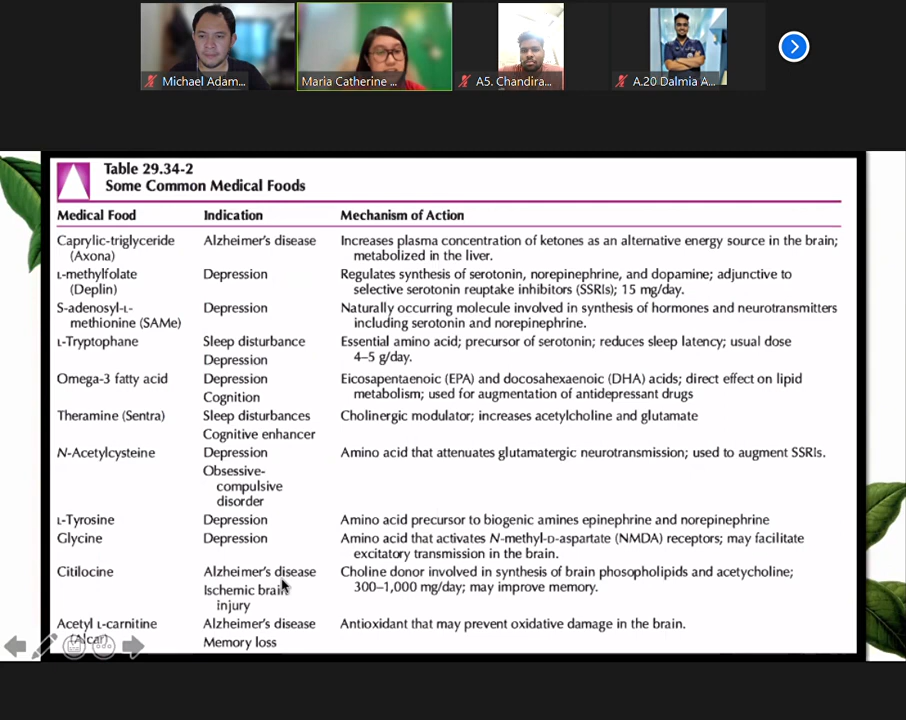 Michael Adam...
Maria Catherine ...
A5. Chandira...
A.20 Dalmia A...
Table 29.34-2
Some Common Medical Foods
Medical Food Indication Mechanism of Action
Caprylic-triglyceride Alzheimer's disease Increases plasma concentration of ketones as an alternative energy source in the brain;
(Axona) metabolized in the liver.
L-methylfolate Depression Regulates synthesis of serotonin, norepinephrine, and dopamine; adjunctive to
(Deplin) selective serotonin reuptake inhibitors (SSRIs); 15 mg/day.
S-adenosyl-L- Depression Naturally occurring molecule involved in synthesis of hormones and neurotransmitters
methionine (SAMe) including serotonin and norepinephrine.
L-Tryptophane Sleep disturbance Essential amino acid; precursor of serotonin; reduces sleep latency; usual dose
Depression 4–5 g/day.
Omega-3 fatty acid Depression Eicosapentaenoic (EPA) and docosahexaenoic (DHA) acids; direct effect on lipid
Cognition metabolism; used for augmentation of antidepressant drugs
Theramine (Sentra) Sleep disturbances Cholinergic modulator; increases acetylcholine and glutamate
Cognitive enhancer
N-Acetylcysteine Depression Amino acid that attenuates glutamatergic neurotransmission; used to augment SSRIs.
Obsessive-
compulsive
disorder
L-Tyrosine Depression Amino acid precursor to biogenic amines epinephrine and norepinephrine
Glycine Depression Amino acid that activates N-methyl-D-aspartate (NMDA) receptors; may facilitate
excitatory transmission in the brain.
Citilocine Alzheimer's disease Choline donor involved in synthesis of brain phosopholipids and acetycholine;
Ischemic brain 300–1,000 mg/day; may improve memory.
injury
Acetyl L-carnitine Alzheimer's disease Antioxidant that may prevent oxidative damage in the brain.
(Alcar) Memory loss